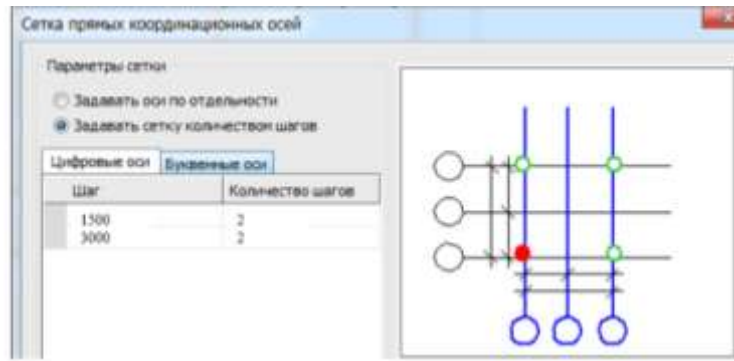 Сетка прямых координационных осей
Параметры сетки
Задавать оси по отдельности
Задавать сетку количеством шагов
Цифровые оси Буквенные оси
Шаг Количество шагов
1500 2
3000 2